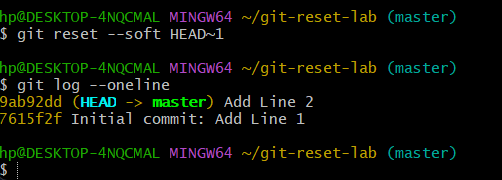 hp@DESKTOP-4NQCMAL MINGW64 ~/git-reset-lab (master)
$ git reset --soft HEAD~1
hp@DESKTOP-4NQCMAL MINGW64 ~/git-reset-lab (master)
$ git log --oneline
9ab92dd (HEAD -> master) Add Line 2
7615f2f Initial commit: Add Line 1
hp@DESKTOP-4NQCMAL MINGW64 ~/git-reset-lab (master)
$